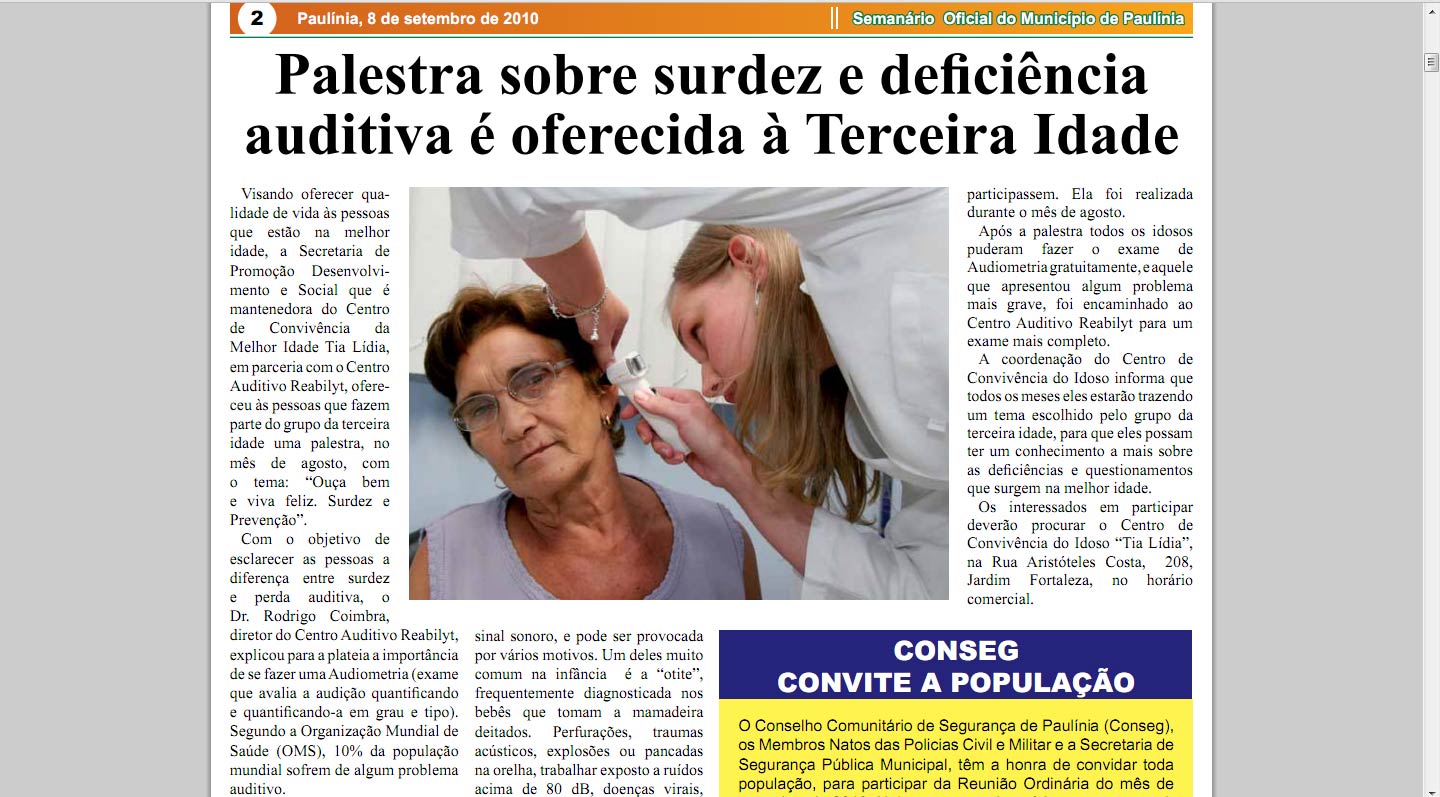 2
Paulínia, 8 de setembro de 2010
Semanário Oficial do Município de Paulínia
Palestra sobre surdez e deficiência
auditiva é oferecida à Terceira Idade
Visando oferecer qua-
lidade de vida às pessoas
que estão na melhor
idade, a Secretaria de
Promoção Desenvolvi-
mento e Social que é
mantenedora do Centro
de Convivência da
Melhor Idade Tia Lídia,
em parceria com o Centro
Auditivo Reabilyt, ofere-
ceu às pessoas que fazem
parte do grupo da terceira
idade uma palestra, no
mês de agosto, com
o tema: “Ouça bem
e viva feliz. Surdez e
Prevenção”.
Com o objetivo de
esclarecer as pessoas a
diferença entre surdez
e perda auditiva, o
Dr. Rodrigo Coimbra,
diretor do Centro Auditivo Reabilyt,
explicou para a plateia a importância
de se fazer uma Audiometria (exame
que avalia a audição quantificando
e quantificando-a em grau e tipo).
Segundo a Organização Mundial de
Saúde (OMS), 10% da população
mundial sofrem de algum problema
auditivo.
sinal sonoro, e pode ser provocada
por vários motivos. Um deles muito
comum na infância é a “otite”,
frequentemente diagnosticada nos
bebês que tomam a mamadeira
deitados. Perfurações, traumas
acústicos, explosões ou pancadas
na orelha, trabalhar exposto a ruídos
acima de 80 dB, doenças virais,
participassem. Ela foi realizada
durante o mês de agosto.
Após a palestra todos os idosos
puderam fazer o exame de
Audiometria gratuitamente, e aquele
que apresentou algum problema
mais grave, foi encaminhado ao
Centro Auditivo Reabilyt para um
exame mais completo.
A coordenação do Centro de
Convivência do Idoso informa que
todos os meses eles estarão trazendo
um tema escolhido pelo grupo da
terceira idade, para que eles possam
ter um conhecimento a mais sobre
as deficiências e questionamentos
que surgem na melhor idade.
Os interessados em participar
deverão procurar o Centro de
Convivência do Idoso “Tia Lídia”,
na Rua Aristóteles Costa, 208,
Jardim Fortaleza, no horário
comercial.
CONSEG
CONVITE A POPULAÇÃO
O Conselho Comunitário de Segurança de Paulínia (Conseg),
os Membros Natos das Policias Civil e Militar e a Secretaria de
Segurança Pública Municipal, têm a honra de convidar toda
população, para participar da Reunião Ordinária do mês de